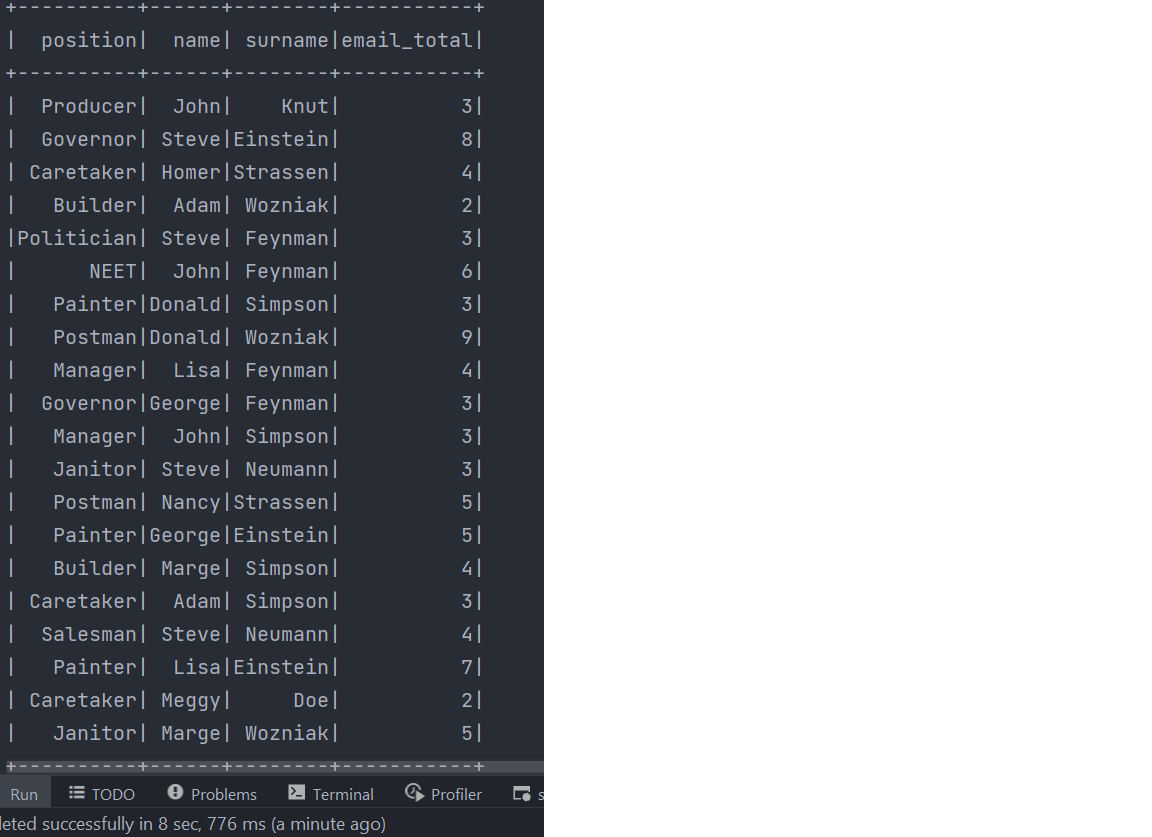 +----------+------+--------+-----------+
|  position|  name| surname|email_total|
+----------+------+--------+-----------+
|  Producer|  John|    Knut|          3|
|  Governor| Steve|Einstein|          8|
| Caretaker| Homer|Strassen|          4|
|   Builder|  Adam| Wozniak|          2|
|Politician| Steve| Feynman|          3|
|      NEET|  John| Feynman|          6|
|   Painter|Donald| Simpson|          3|
|   Postman|Donald| Wozniak|          9|
|   Manager|  Lisa| Feynman|          4|
|  Governor|George| Feynman|          3|
|   Manager|  John| Simpson|          3|
|   Janitor| Steve| Neumann|          3|
|   Postman| Nancy|Strassen|          5|
|   Painter|George|Einstein|          5|
|   Builder| Marge| Simpson|          4|
| Caretaker|  Adam| Simpson|          3|
|  Salesman| Steve| Neumann|          4|
|   Painter|  Lisa|Einstein|          7|
| Caretaker| Meggy|     Doe|          2|
|   Janitor| Marge| Wozniak|          5|
+----------+------+--------+-----------+
Run TODO Problems Terminal Profiler s
leted successfully in 8 sec, 776 ms (a minute ago)